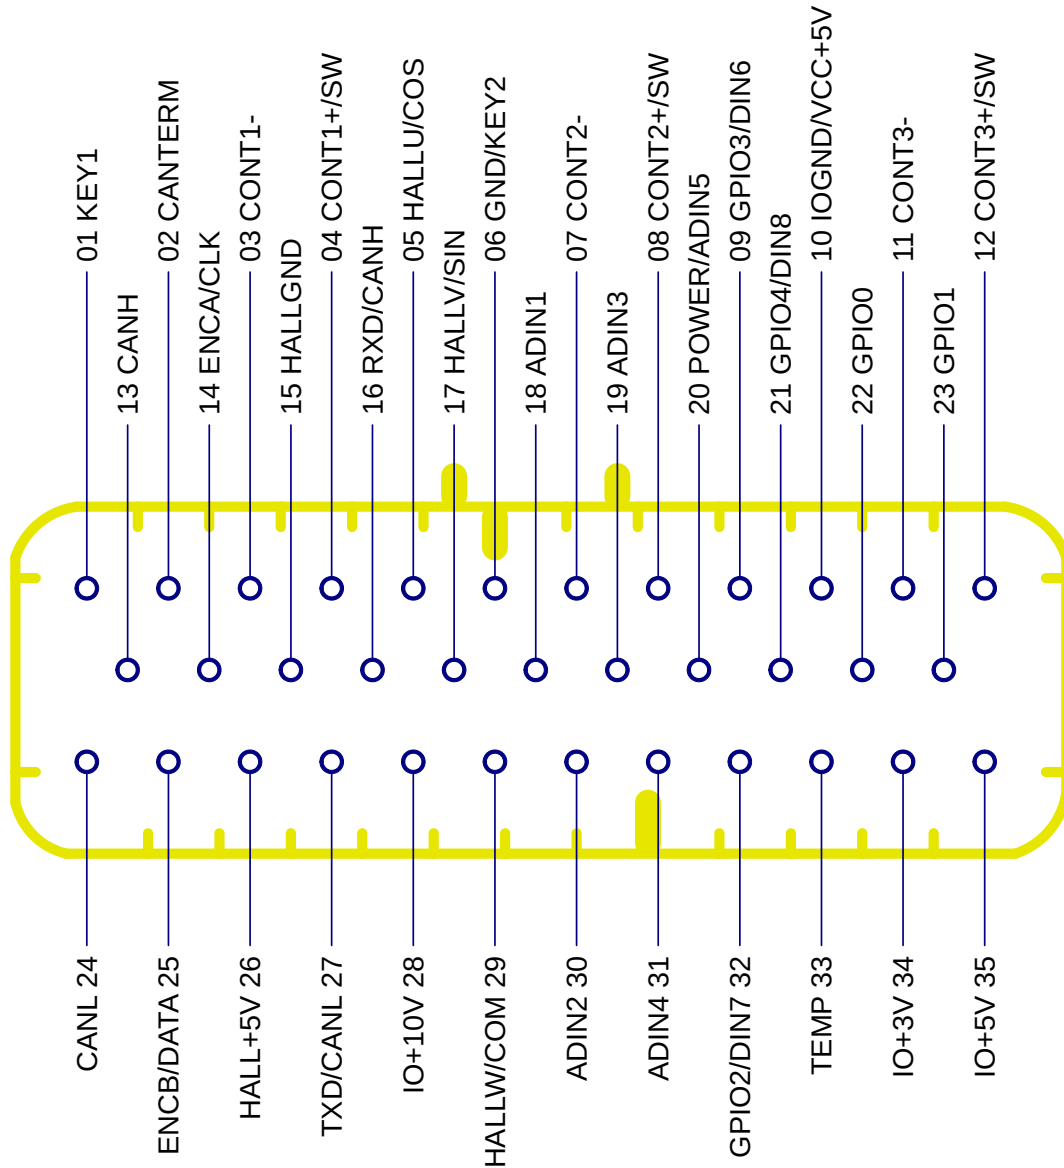 01 KEY1
02 CANTERM
03 CONT1-
04 CONT1+/SW
05 HALLU/COS
06 GND/KEY2
07 CONT2-
08 CONT2+/SW
09 GPIO3/DIN6
10 IOGND/VCC+5V
11 CONT3-
12 CONT3+/SW
13 CANH
14 ENCA/CLK
15 HALLGND
16 RXD/CANH
17 HALLV/SIN
18 ADIN1
19 ADIN3
20 POWER/ADIN5
21 GPIO4/DIN8
22 GPIO0
23 GPIO1
CANL 24
ENCB/DATA 25
HALL+5V 26
TXD/CANL 27
IO+10V 28
HALLW/COM 29
ADIN2 30
ADIN4 31
GPIO2/DIN7 32
TEMP 33
IO+3V 34
IO+5V 35